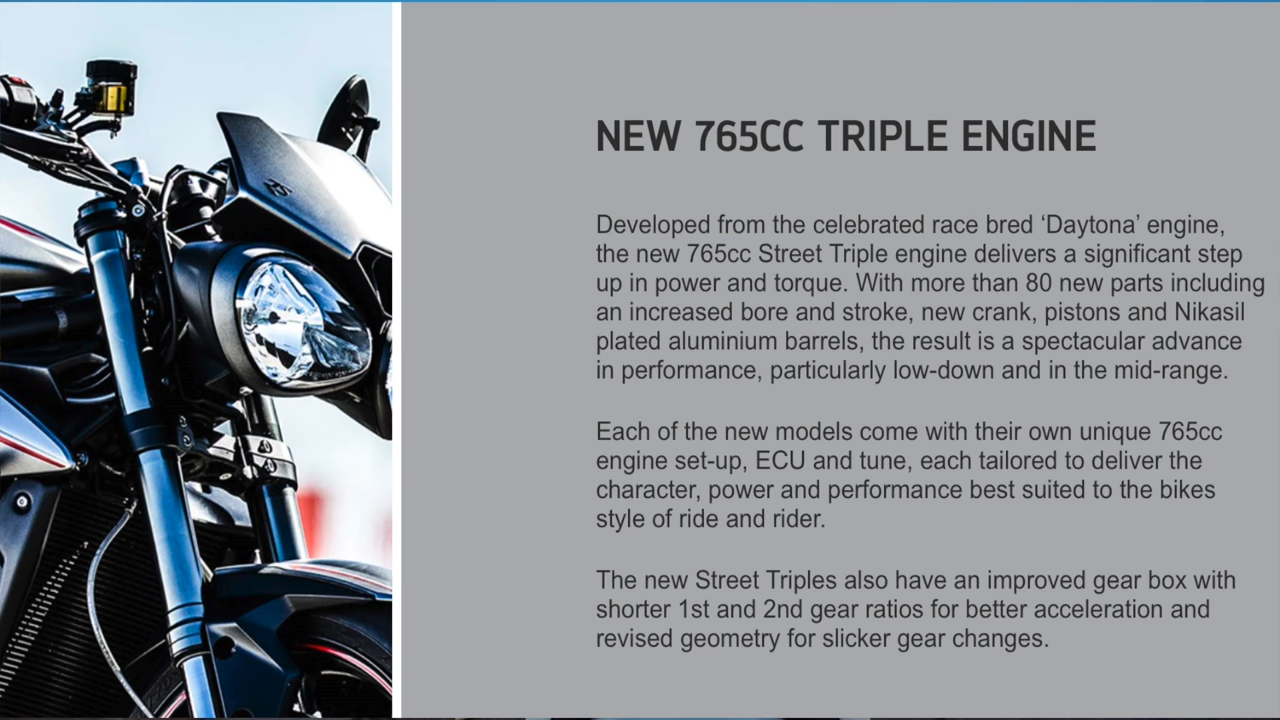 RS
NEW 765CC TRIPLE ENGINE
Developed from the celebrated race bred ‘Daytona’ engine,
the new 765cc Street Triple engine delivers a significant step
up in power and torque. With more than 80 new parts including
an increased bore and stroke, new crank, pistons and Nikasil
plated aluminium barrels, the result is a spectacular advance
in performance, particularly low-down and in the mid-range.
Each of the new models come with their own unique 765cc
engine set-up, ECU and tune, each tailored to deliver the
character, power and performance best suited to the bikes
style of ride and rider.
The new Street Triples also have an improved gear box with
shorter 1st and 2nd gear ratios for better acceleration and
revised geometry for slicker gear changes.